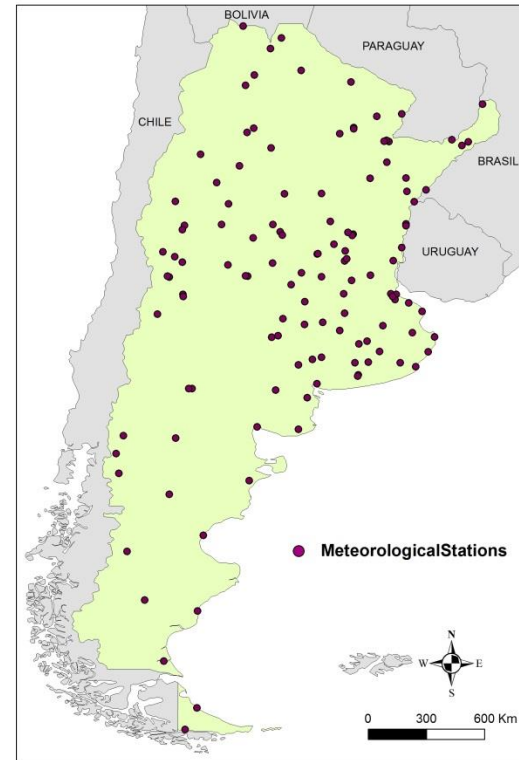 BOLIVIA
PARAGUAY
CHILE
BRASIL
URUGUAY
MeteorologicalStations
N
W E
S
0 300 600 Km